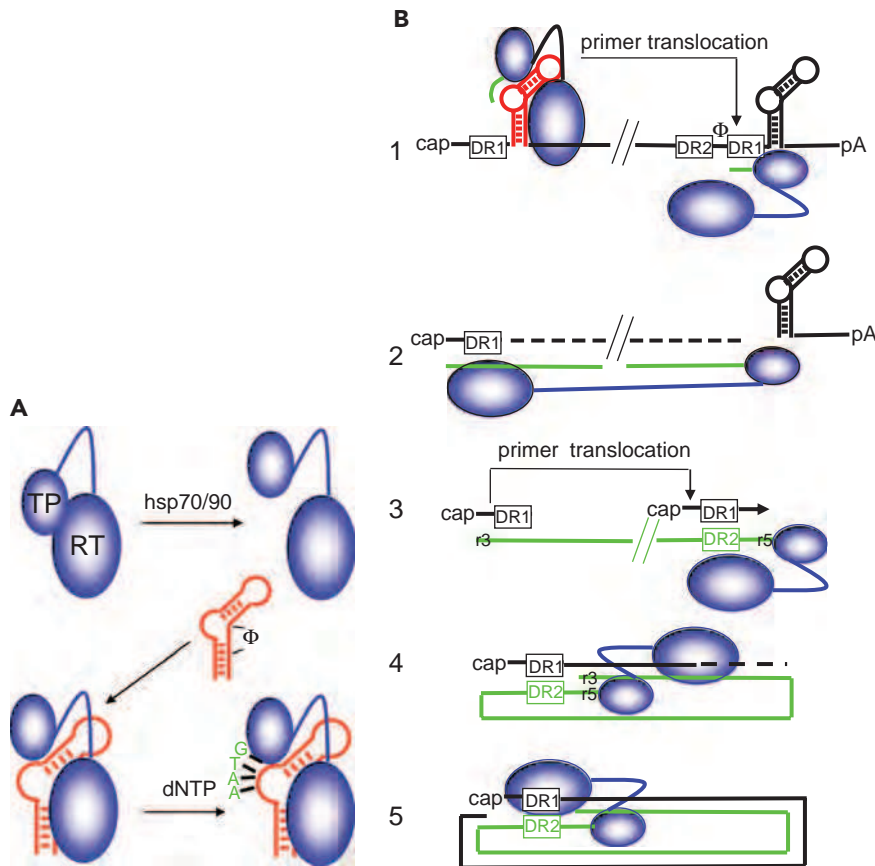 A
TP
RT
hsp70/90
Φ
dNTP
G
T
A
A
B
primer translocation
1
cap
DR1
DR2
Φ
DR1
pA
2
cap
DR1
pA
primer translocation
3
cap
DR1
cap
DR1
r3
DR2
r5
4
cap
DR1
r3
DR2
r5
5
cap
DR1
DR2